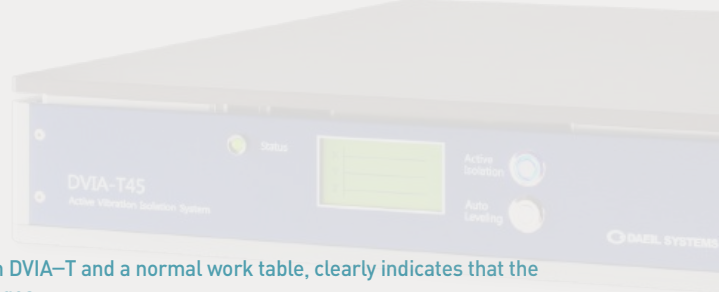 Status
Active
Isolation
DVIA-T45
Active Vibration Isolation System
Auto
Leveling
DAEIL SYSTEMS
DVIA–T and a normal work table, clearly indicates that the